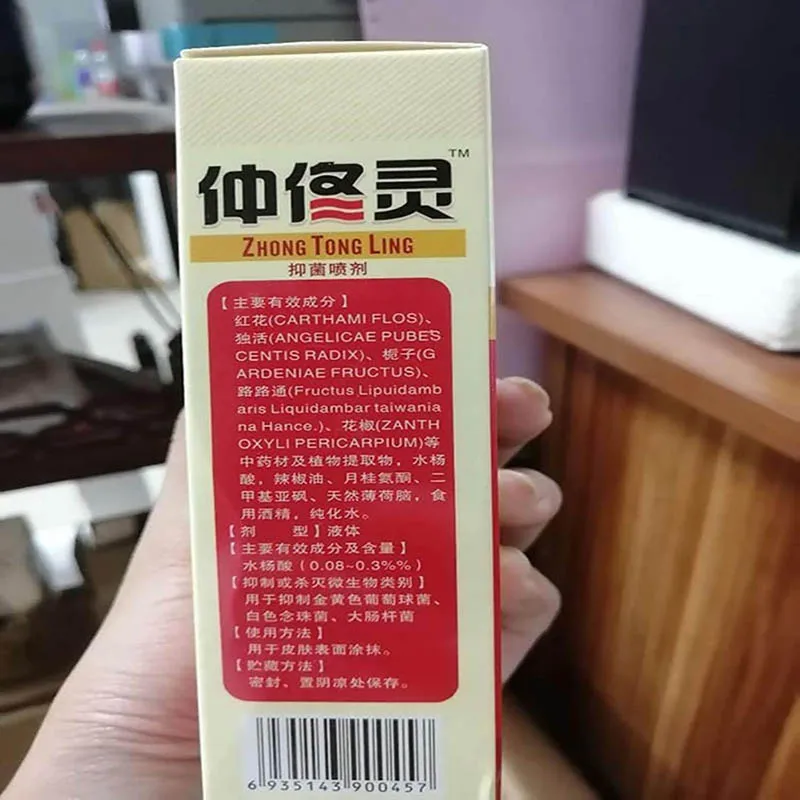 仲佟灵™
ZHONG TONG LING
抑菌喷剂
【主要有效成分】
红花(CARTHAMI FLOS)、
独活(ANGELICAE PUBES
CENTIS RADIX)、栀子(G
ARDENIAE FRUCTUS)、
路路通(Fructus Lipuidamb
aris Liquidambar taiwania
na Hance.)、花椒(ZANTH
OXYLI PERICARPIUM)等
中药材及植物提取物，水杨
酸，辣椒油、月桂氮酮、二
甲基亚砜、天然薄荷脑，食
用酒精，纯化水。
【剂 型】液体
【主要有效成分及含量】
水杨酸（0.08~0.3%%）
【抑制或杀灭微生物类别】
用于抑制金黄色葡萄球菌、
白色念珠菌、大肠杆菌
【使用方法】
用于皮肤表面涂抹。
【贮藏方法】
密封、置阴凉处保存。
6 935143 900457